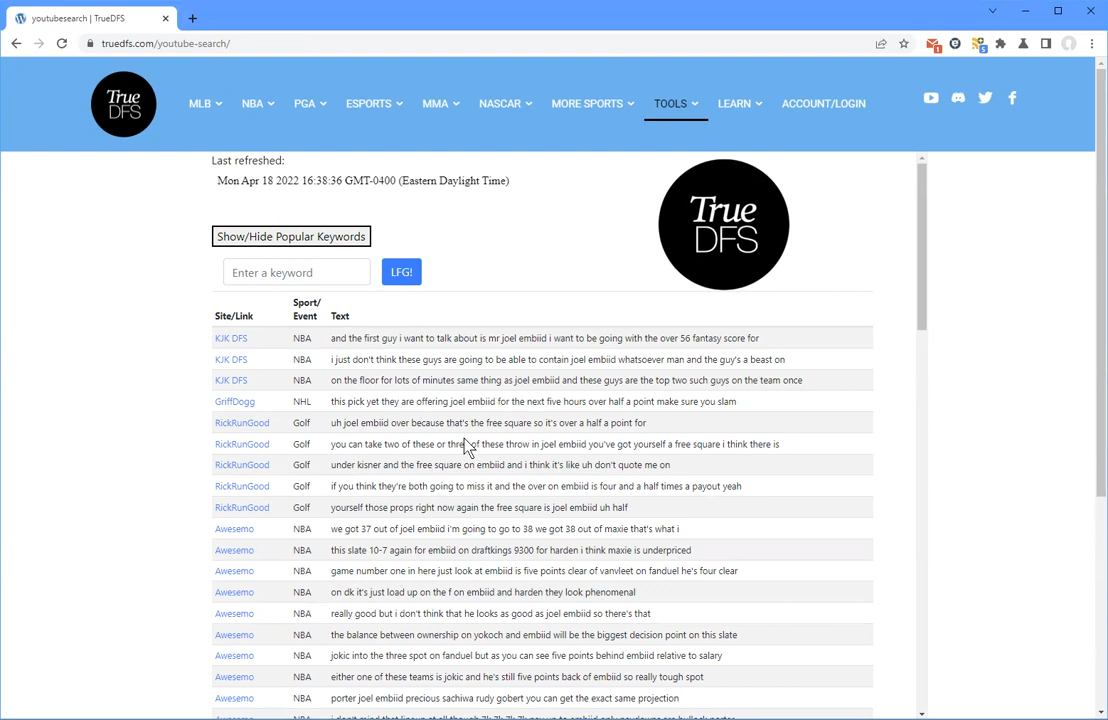 youtubesearch | TrueDFS
truedfs.com/youtube-search/
1
5
True
DFS
MLB
NBA
PGA
ESPORTS
MMA
NASCAR
MORE SPORTS
TOOLS
LEARN
ACCOUNT/LOGIN
Last refreshed:
Mon Apr 18 2022 16:38:36 GMT-0400 (Eastern Daylight Time)
True
DFS
Show/Hide Popular Keywords
Enter a keyword
LFG!
Site/Link Sport/Event Text
KJK DFS NBA and the first guy i want to talk about is mr joel embiid i want to be going with the over 56 fantasy score for
KJK DFS NBA i just don't think these guys are going to be able to contain joel embiid whatsoever man and the guy's a beast on
KJK DFS NBA on the floor for lots of minutes same thing as joel embiid and these guys are the top two such guys on the team once
GriffDogg NHL this pick yet they are offering joel embiid for the next five hours over half a point make sure you slam
RickRunGood Golf uh joel embiid over because that's the free square so it's over a half a point for
RickRunGood Golf you can take two of these or three of these throw in joel embiid you've got yourself a free square i think there is
RickRunGood Golf under kisner and the free square on embiid and i think it's like uh don't quote me on
RickRunGood Golf if you think they're both going to miss it and the over on embiid is four and a half times a payout yeah
RickRunGood Golf yourself those props right now again the free square is joel embiid uh half
Awesemo NBA we got 37 out of joel embiid i'm going to go to 38 we got 38 out of maxie that's what i
Awesemo NBA this slate 10-7 again for embiid on draftkings 9300 for harden i think maxie is underpriced
Awesemo NBA game number one in here just look at embiid is five points clear of vanvleet on fanduel he's four clear
Awesemo NBA on dk it's just load up on the f on embiid and harden they look phenomenal
Awesemo NBA really good but i don't think that he looks as good as joel embiid so there's that
Awesemo NBA the balance between ownership on yokoch and embiid will be the biggest decision point on this slate
Awesemo NBA jokic into the three spot on fanduel but as you can see five points behind embiid relative to salary
Awesemo NBA either one of these teams is jokic and he's still five points back of embiid so really tough spot
Awesemo NBA porter joel embiid precious sachiwa rudy gobert you can get the exact same projection